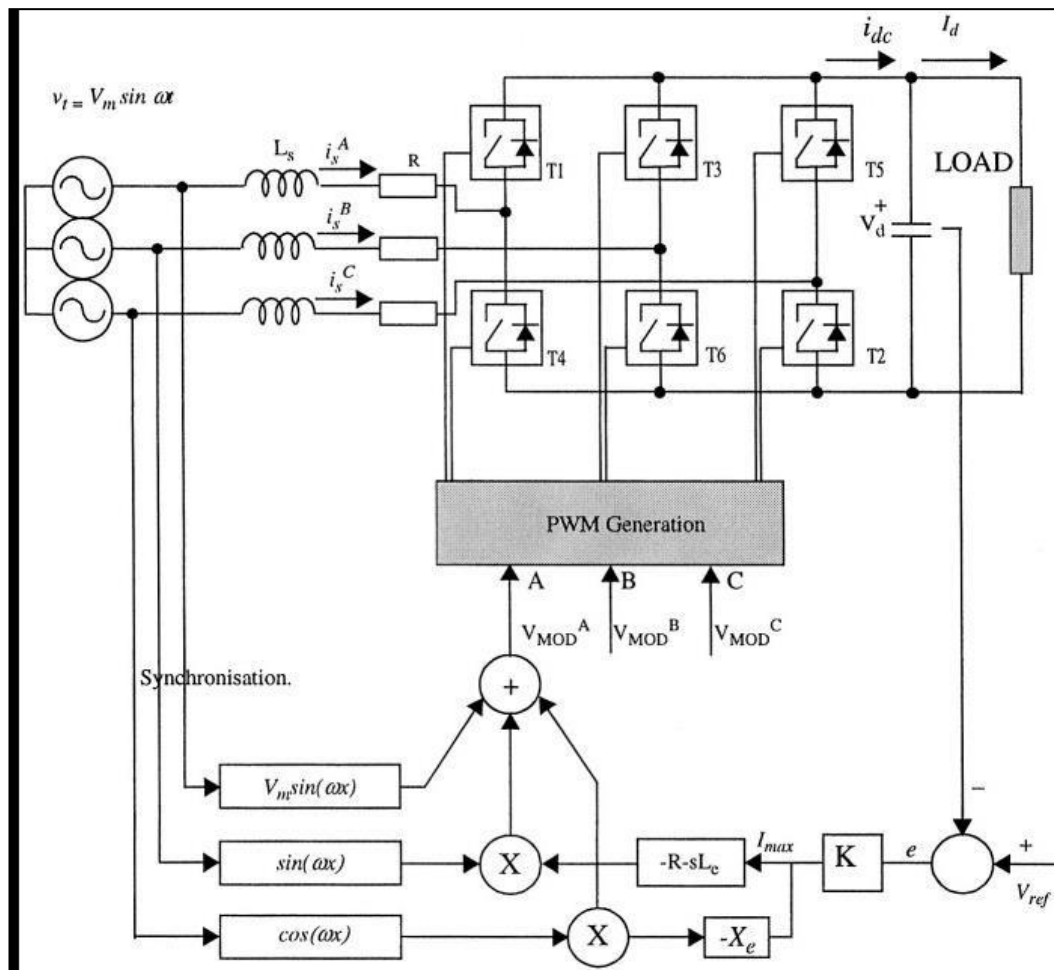 i_dc I_d
v_t = V_m sin ωt
L_s i_s^A R
T1 T3 T5
LOAD
i_s^B
+
V_d
i_s^C
T4 T6 T2
PWM Generation
A B C
V_MOD^A V_MOD^B V_MOD^C
Synchronisation.
+
V_m sin(ωx)
−
sin(ωx) X -R-sL_e I_max K e + V_ref
cos(ωx) X -X_e